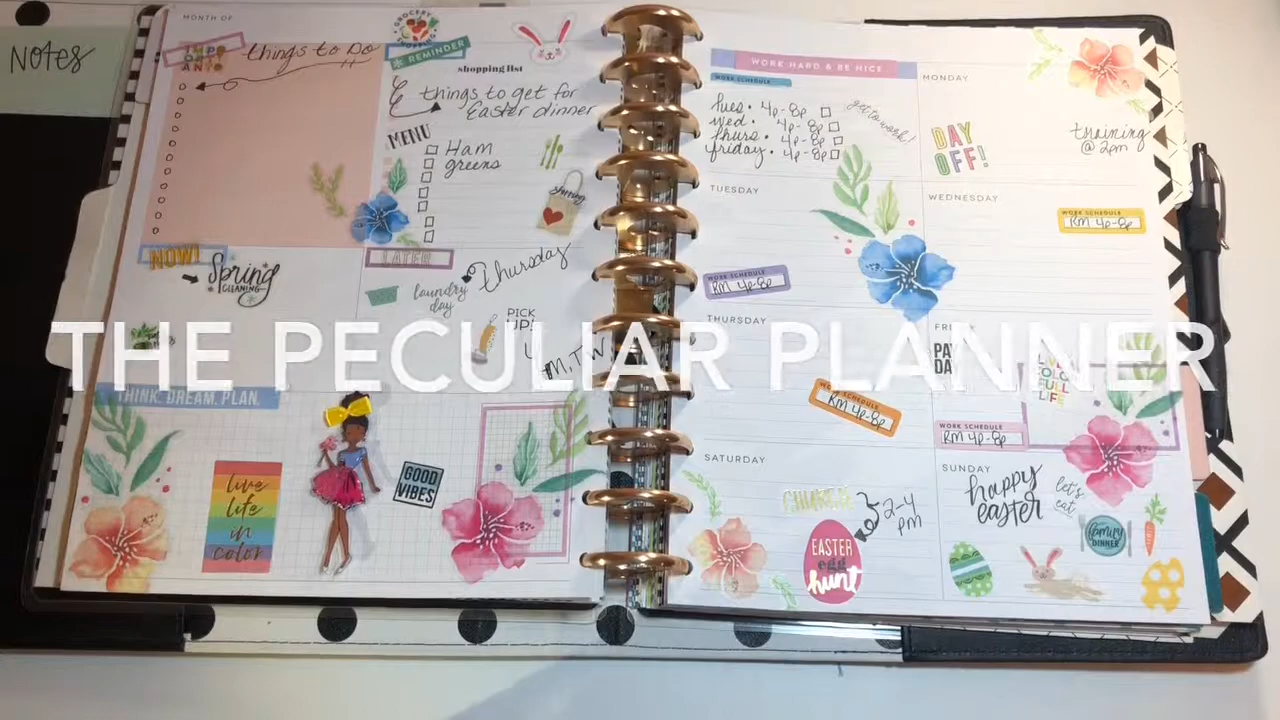 Notes
MONTH OF
IMPORTANT
things to Do
GROCERY
REMINDER
shopping list
things to get for
Easter dinner
MENU
Ham
greens
NOW!
Spring
CLEANING
LATER
laundry
day
Thursday
PICK
UP!
M, T, W
THE PECULIAR PLANNER
THINK. DREAM. PLAN.
live
life
in
color
GOOD
VIBES
WORK HARD & BE NICE
WORK SCHEDULE
tues. 4p-8p
wed. 4p-8p
thurs. 4p-8p
friday. 4p-8p
get to work!
MONDAY
DAY
OFF!
training
@ 2pm
TUESDAY
WORK SCHEDULE
RM 4p-8p
WEDNESDAY
WORK SCHEDULE
RM 4p-8p
THURSDAY
WORK SCHEDULE
RM 4p-8p
PAY
DAY
LIFE
WORK SCHEDULE
RM 4p-8p
SATURDAY
CHURCH
2-4
pm
EASTER
egg
hunt
SUNDAY
happy
easter
let's
eat
family
DINNER